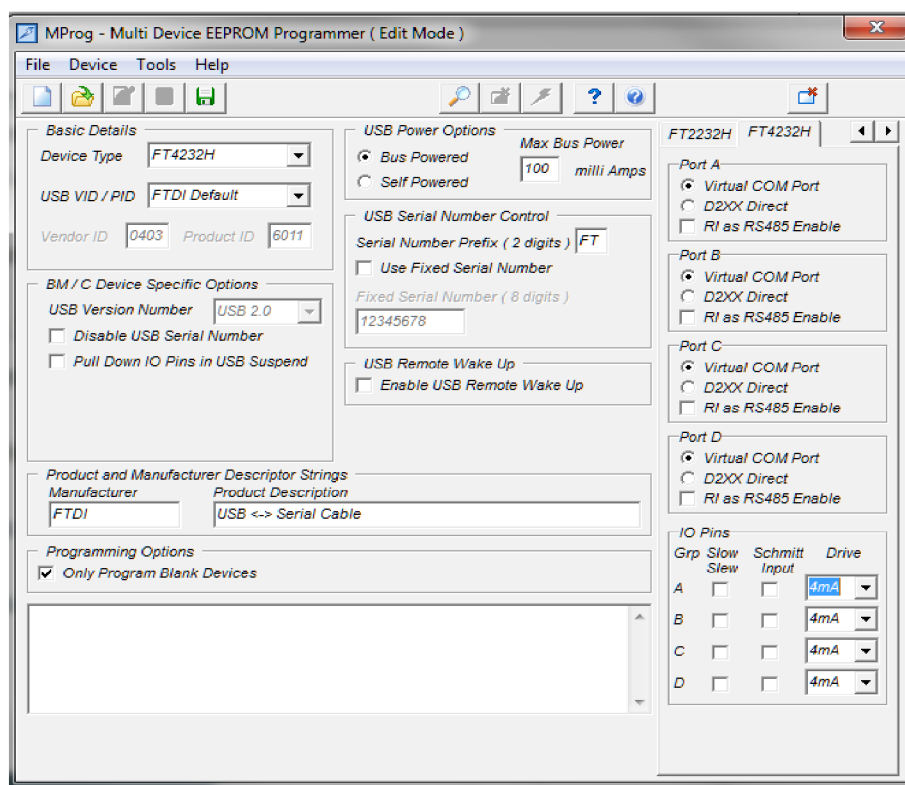 MProg - Multi Device EEPROM Programmer ( Edit Mode )
File Device Tools Help
Basic Details
Device Type FT4232H
USB VID / PID FTDI Default
Vendor ID 0403 Product ID 6011
BM / C Device Specific Options
USB Version Number USB 2.0
Disable USB Serial Number
Pull Down IO Pins in USB Suspend
USB Power Options
Max Bus Power
Bus Powered
100 milli Amps
Self Powered
USB Serial Number Control
Serial Number Prefix ( 2 digits ) FT
Use Fixed Serial Number
Fixed Serial Number ( 8 digits )
12345678
USB Remote Wake Up
Enable USB Remote Wake Up
Product and Manufacturer Descriptor Strings
Manufacturer Product Description
FTDI USB <-> Serial Cable
Programming Options
Only Program Blank Devices
FT2232H FT4232H
Port A
Virtual COM Port
D2XX Direct
RI as RS485 Enable
Port B
Virtual COM Port
D2XX Direct
RI as RS485 Enable
Port C
Virtual COM Port
D2XX Direct
RI as RS485 Enable
Port D
Virtual COM Port
D2XX Direct
RI as RS485 Enable
IO Pins
Grp Slow Schmitt Drive
Slew Input
A 4mA
B 4mA
C 4mA
D 4mA